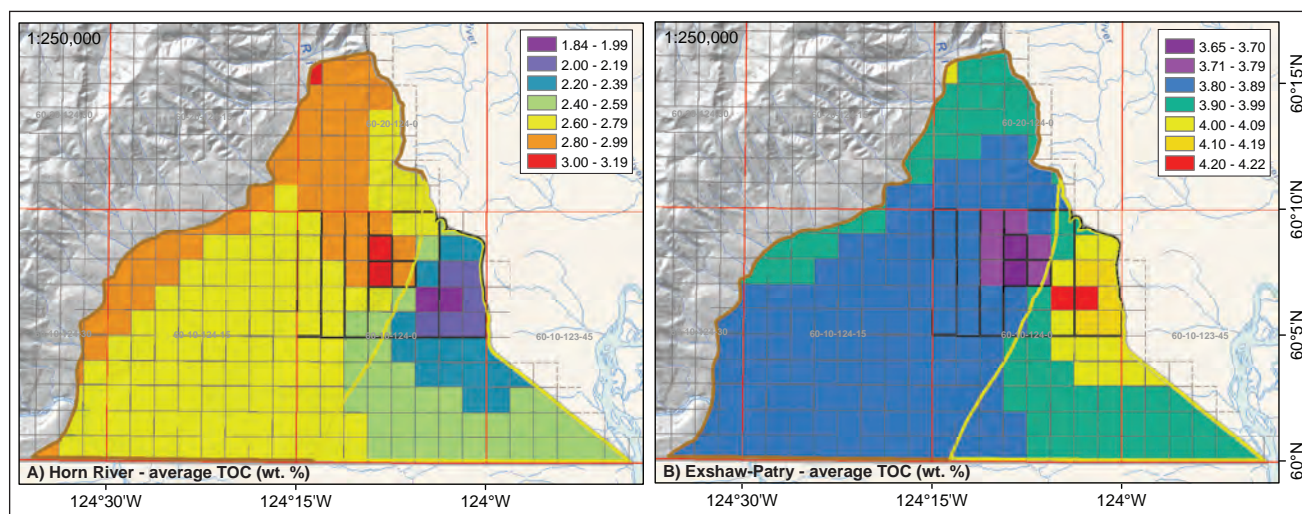 1:250,000
R
1.84 - 1.99
2.00 - 2.19
2.20 - 2.39
2.40 - 2.59
2.60 - 2.79
2.80 - 2.99
3.00 - 3.19
60-20-124-0
60-10-124-15
60-10-124-0
60-10-123-45
A) Horn River - average TOC (wt. %)
124°30'W
124°15'W
124°W
1:250,000
R
3.65 - 3.70
3.71 - 3.79
3.80 - 3.89
3.90 - 3.99
4.00 - 4.09
4.10 - 4.19
4.20 - 4.22
60-20-124-0
60-10-124-15
60-10-124-0
60-10-123-45
B) Exshaw-Patry - average TOC (wt. %)
124°30'W
124°15'W
124°W
60°15'N
60°10'N
60°5'N
60°N